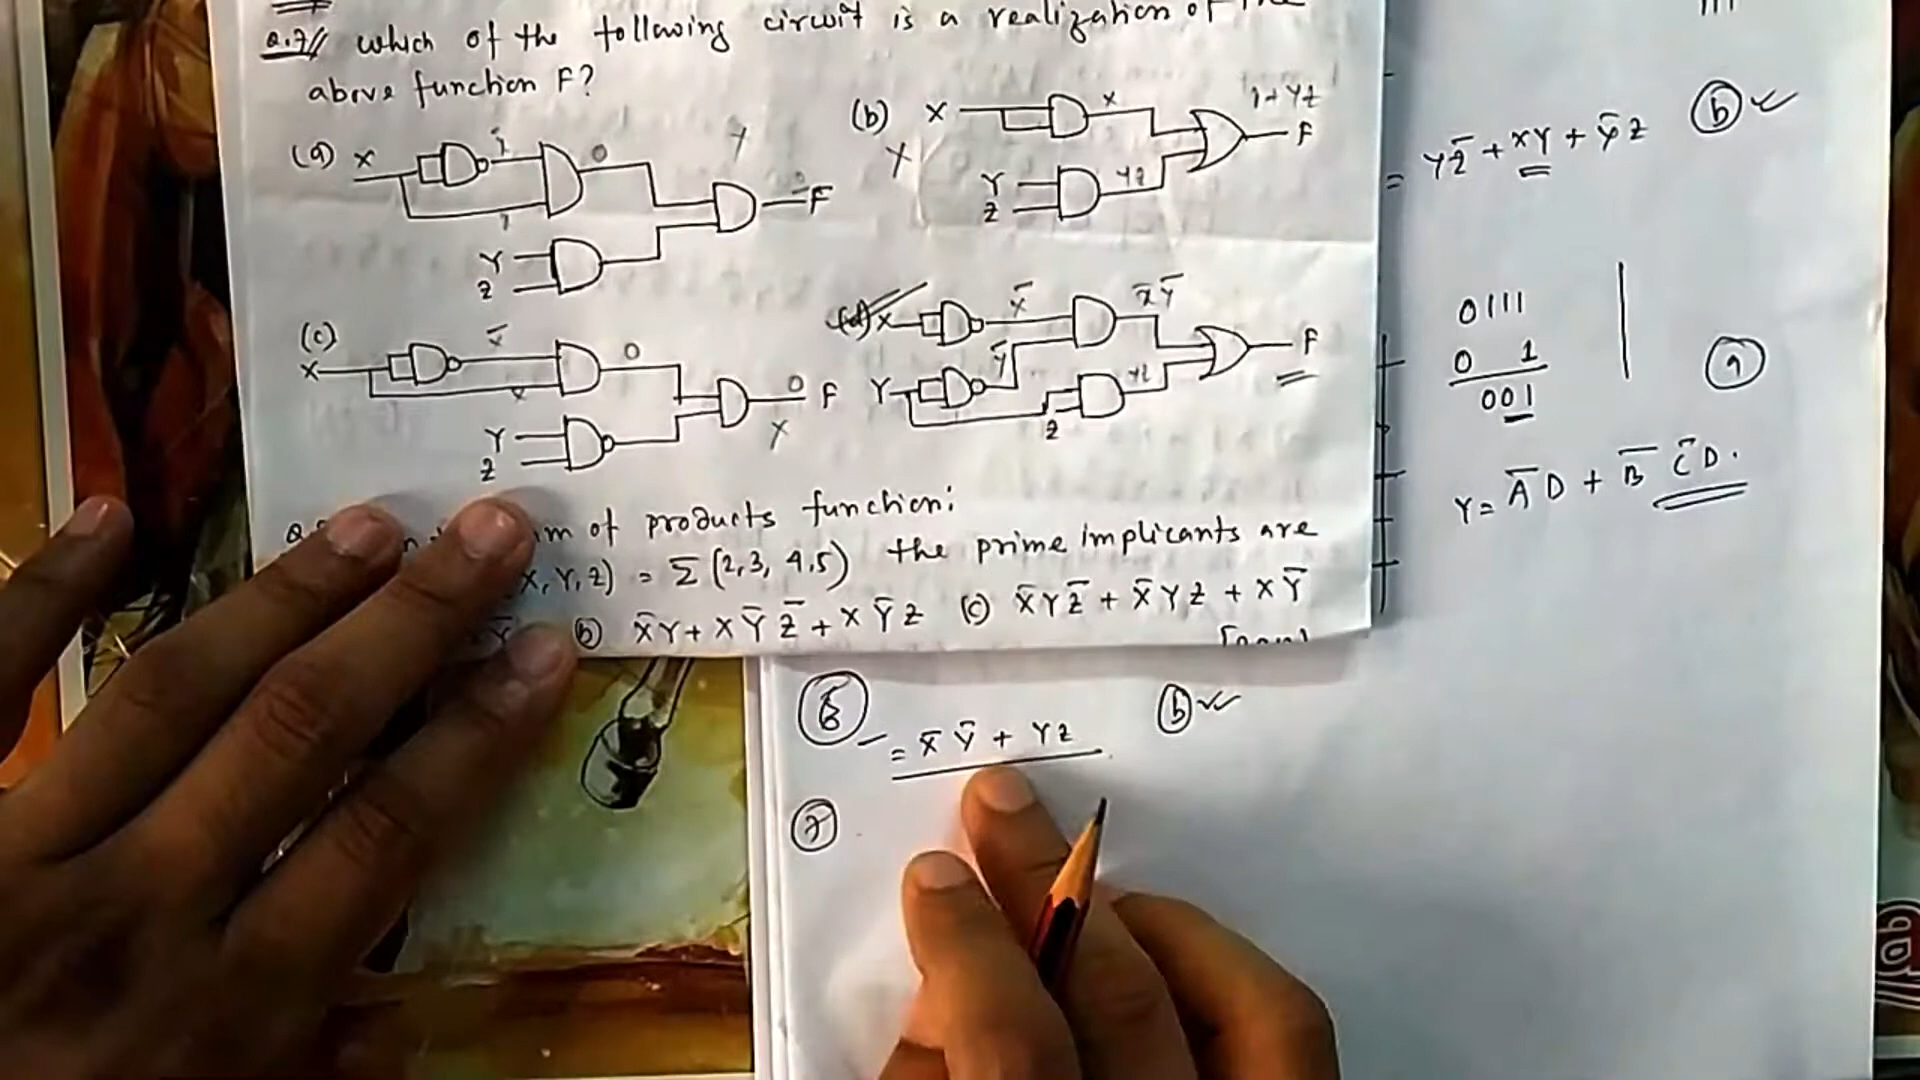 Q.7// which of the following circuit is a realization of the
above function F?
(a) X F
Y
Z
(b) X x 1+YZ
F
Y YZ
Z
(c) X x̄ 0
0 F
Y
Z
(d) X X̄ X̄Ȳ
F
Y Ȳ YZ
Z
of products function:
X, Y, Z) = Σ (2,3, 4,5) the prime implicants are
(b) X̄Y + XȲZ̄ + XȲZ (c) X̄YZ̄ + X̄YZ + XȲ
= YZ̄ + XY + ȲZ (b)
0111
0 1
001
(a)
Y = ĀD + B̄ C̄D.
(6) = X̄ Ȳ + YZ (b)
(7)